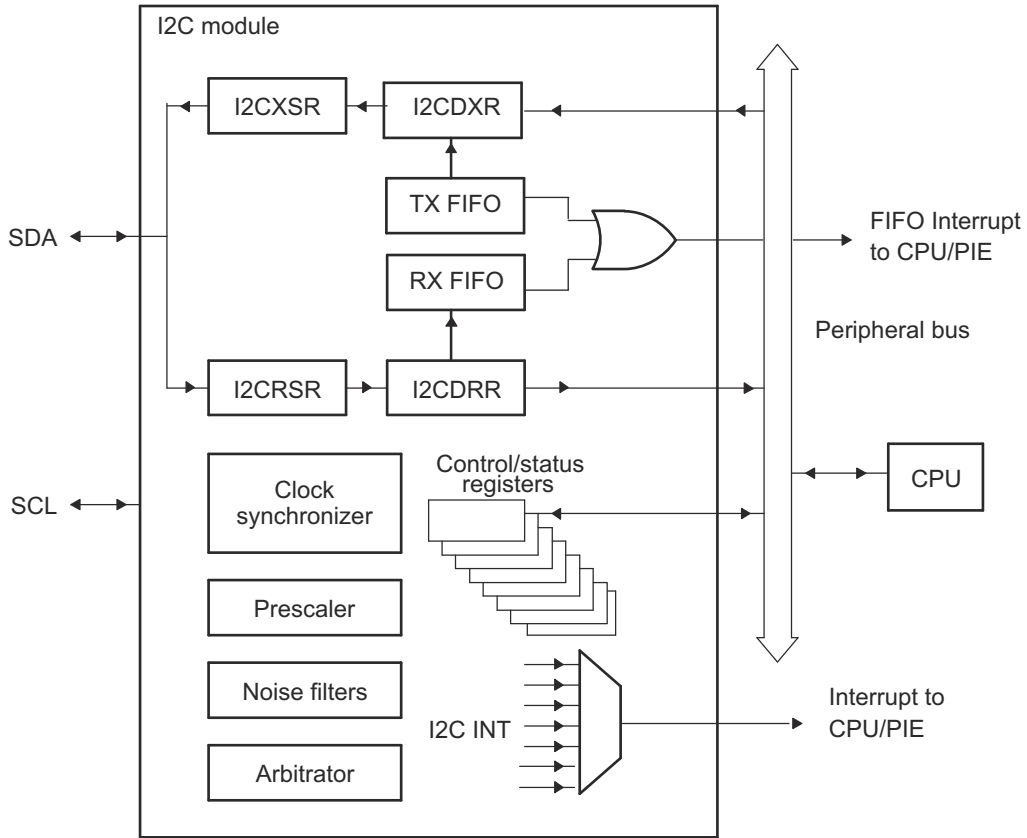 I2C module
I2CXSR
I2CDXR
TX FIFO
SDA
FIFO Interrupt
to CPU/PIE
RX FIFO
Peripheral bus
I2CRSR
I2CDRR
Control/status
registers
CPU
SCL
Clock
synchronizer
Prescaler
Noise filters
I2C INT
Interrupt to
CPU/PIE
Arbitrator